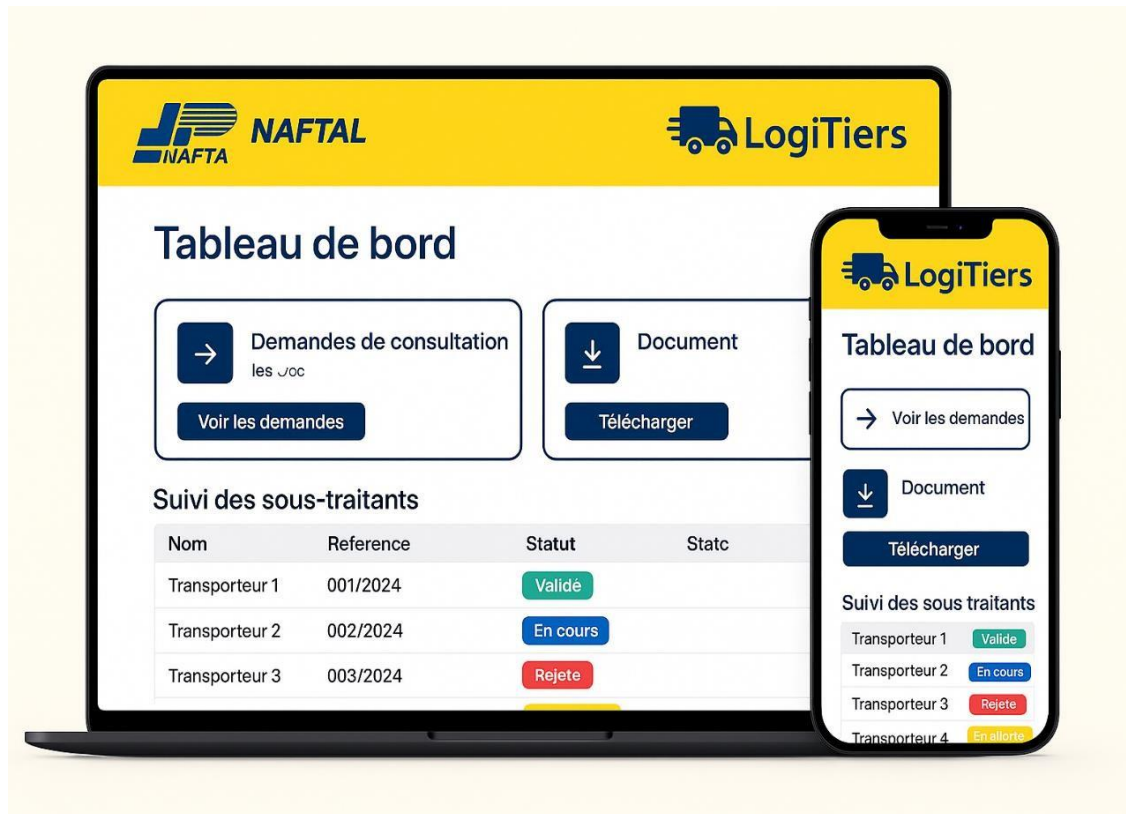 NAFTA
NAFTAL
LogiTiers
Tableau de bord
Demandes de consultation
les
Voir les demandes
Document
Télécharger
Suivi des sous-traitants
Nom Reference Statut Statc
Transporteur 1 001/2024 Validé
Transporteur 2 002/2024 En cours
Transporteur 3 003/2024 Rejete
LogiTiers
Tableau de bord
Voir les demandes
Document
Télécharger
Suivi des sous traitants
Transporteur 1 Valide
Transporteur 2 En cours
Transporteur 3 Rejete
Transporteur 4 En allorte